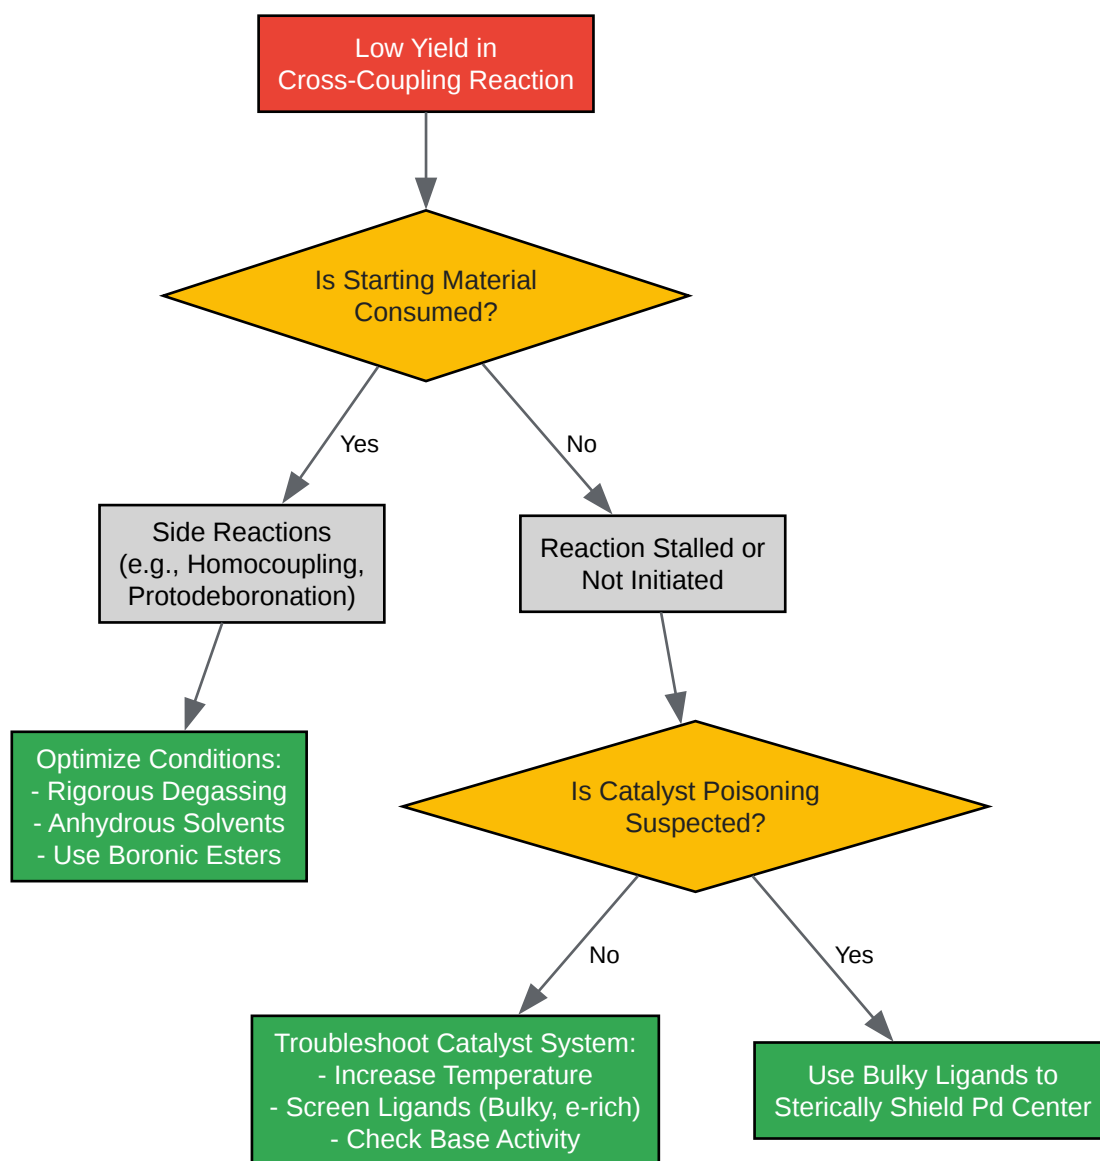 Low Yield in
Cross-Coupling Reaction
Is Starting Material
Consumed?
Yes
No
Side Reactions
(e.g., Homocoupling,
Protodeboronation)
Reaction Stalled or
Not Initiated
Optimize Conditions:
- Rigorous Degassing
- Anhydrous Solvents
- Use Boronic Esters
Is Catalyst Poisoning
Suspected?
No
Yes
Troubleshoot Catalyst System:
- Increase Temperature
- Screen Ligands (Bulky, e-rich)
- Check Base Activity
Use Bulky Ligands to
Sterically Shield Pd Center